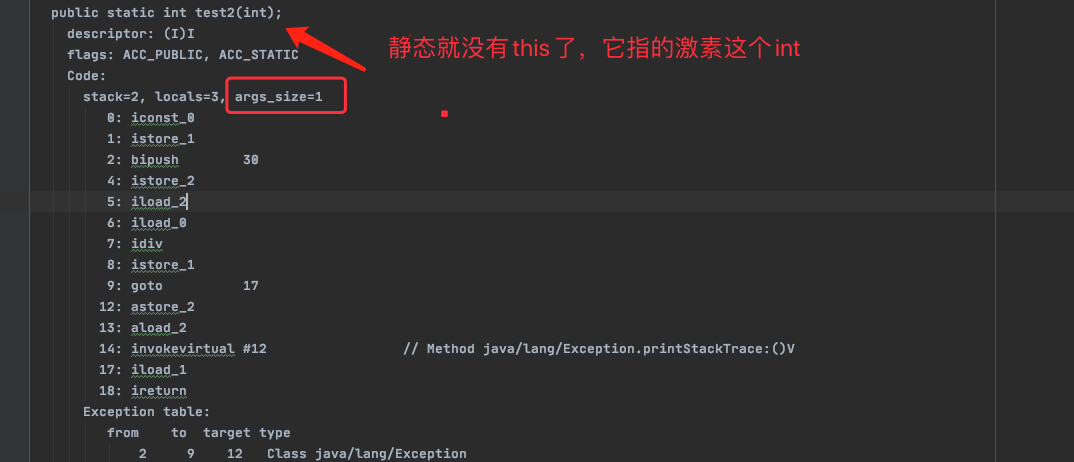 public static int test2(int);
descriptor: (I)I
静态就没有this了，它指的激素这个int
flags: ACC_PUBLIC, ACC_STATIC
Code:
stack=2, locals=3, args_size=1
0: iconst_0
1: istore_1
2: bipush 30
4: istore_2
5: iload_2
6: iload_0
7: idiv
8: istore_1
9: goto 17
12: astore_2
13: aload_2
14: invokevirtual #12 // Method java/lang/Exception.printStackTrace:()V
17: iload_1
18: ireturn
Exception table:
from to target type
2 9 12 Class java/lang/Exception